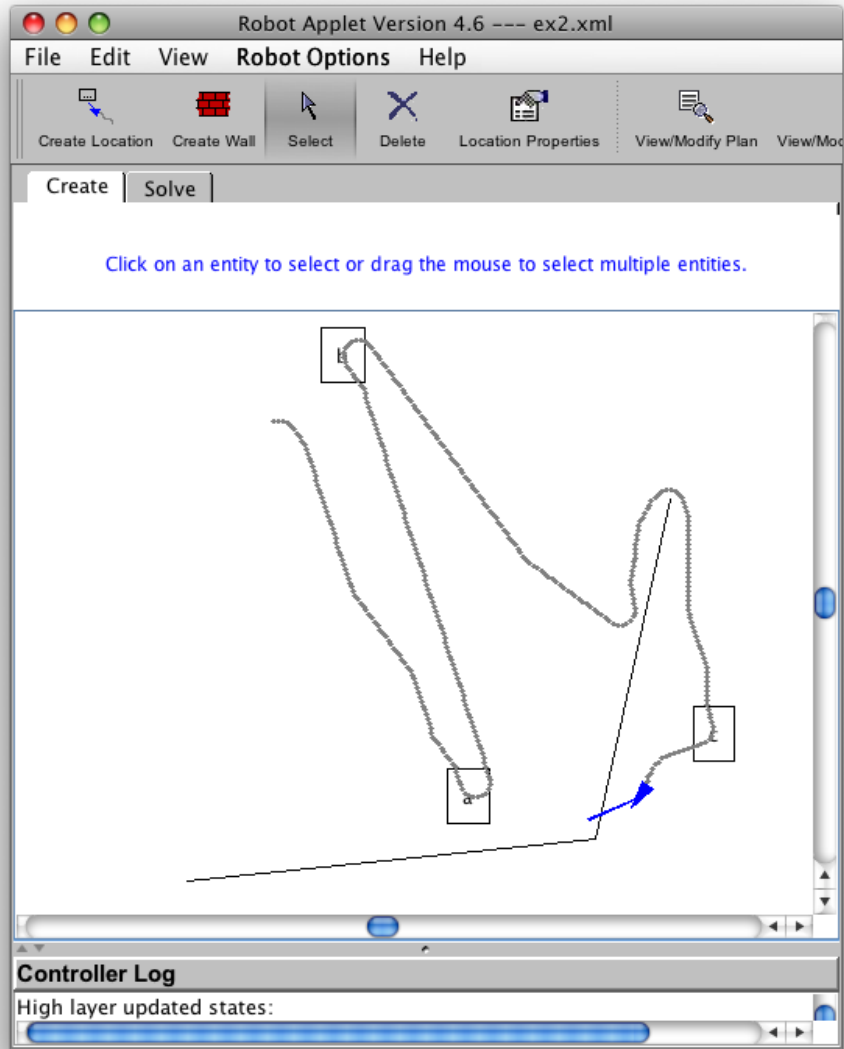 Robot Applet Version 4.6 --- ex2.xml
File Edit View Robot Options Help
Create Location Create Wall Select Delete Location Properties View/Modify Plan View/Moc
Create Solve
Click on an entity to select or drag the mouse to select multiple entities.
b
a
Controller Log
High layer updated states: